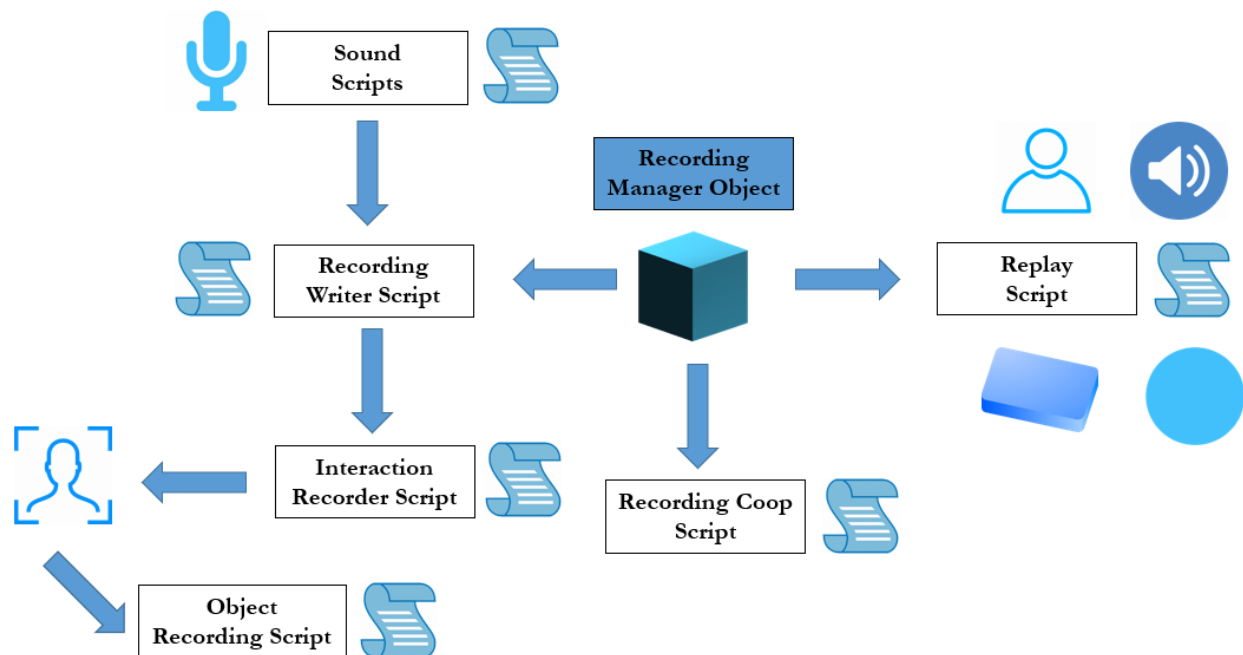 Sound
Scripts
Recording
Manager Object
Recording
Writer Script
Replay
Script
Interaction
Recorder Script
Recording Coop
Script
Object
Recording Script